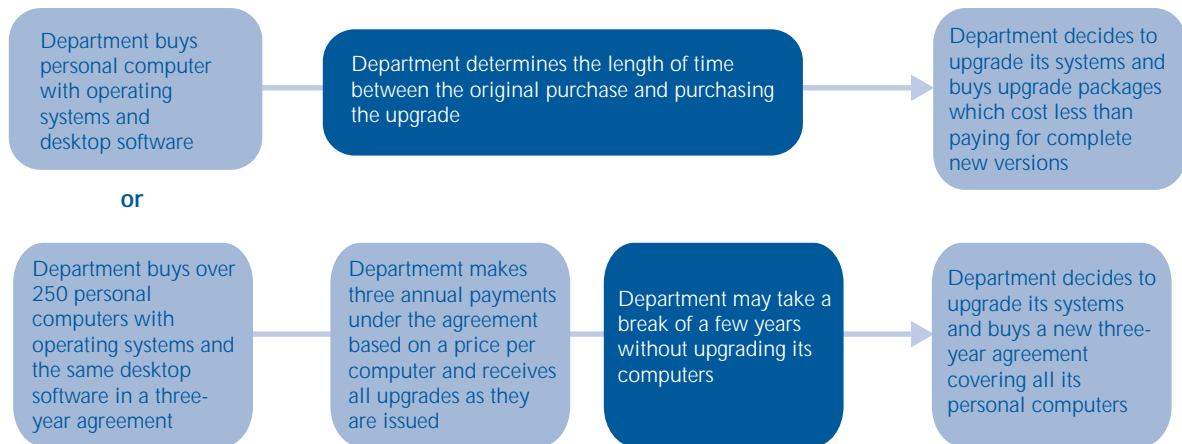 Department buys
personal computer
with operating
systems and
desktop software
Department determines the length of time
between the original purchase and purchasing
the upgrade
Department decides to
upgrade its systems and
buys upgrade packages
which cost less than
paying for complete
new versions
or
Department buys over
250 personal
computers with
operating systems and
the same desktop
software in a three-
year agreement
Departmemt makes
three annual payments
under the agreement
based on a price per
computer and receives
all upgrades as they
are issued
Department may take a
break of a few years
without upgrading its
computers
Department decides to
upgrade its systems
and buys a new three-
year agreement
covering all its
personal computers